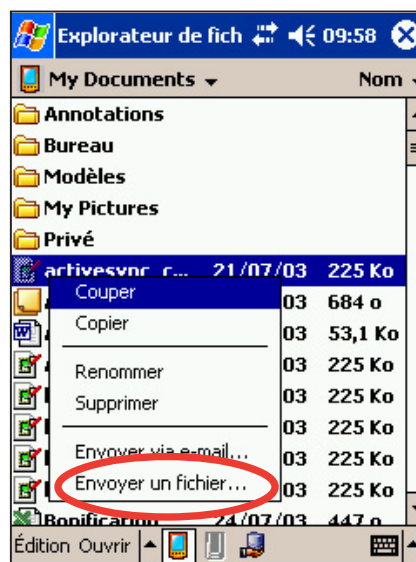 Explorateur de fich 09:58
My Documents Nom
Annotations
Bureau
Modèles
My Pictures
Privé
activesync_c... 21/07/03 225 Ko
Couper
03 684 o
Copier
03 53,1 Ko
Renommer
03 225 Ko
Supprimer
03 225 Ko
03 225 Ko
Envoyer via e-mail...
03 225 Ko
Envoyer un fichier...
03 225 Ko
Bonification 24/07/03 447 o
Édition Ouvrir